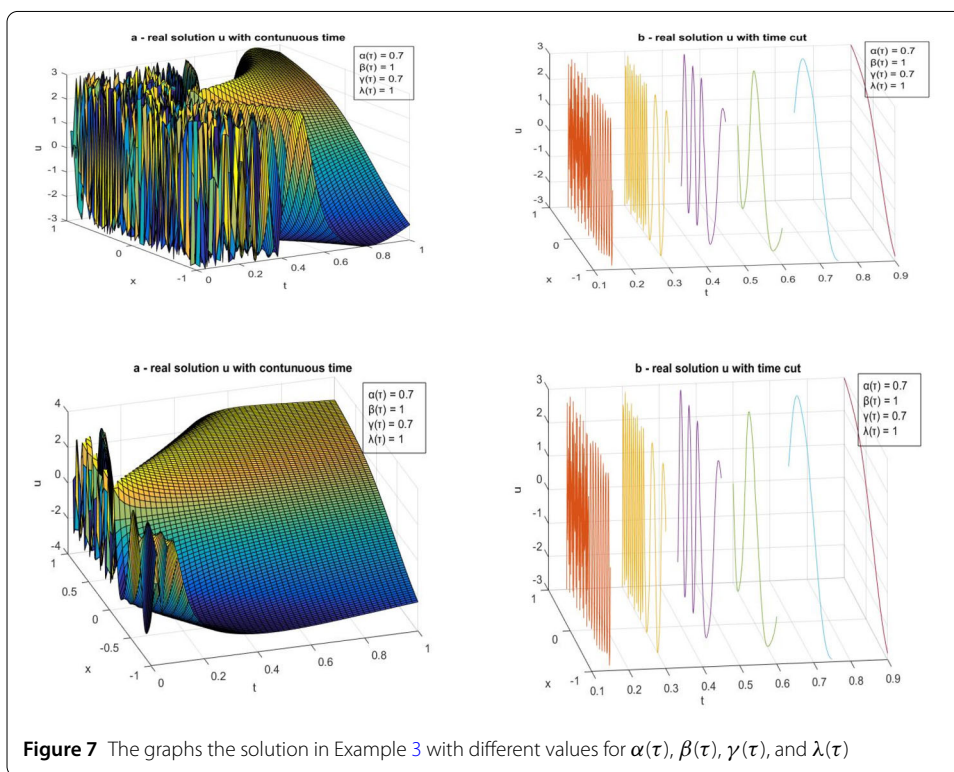 a - real solution u with contunuous time
α(τ) = 0.7
β(τ) = 1
γ(τ) = 0.7
λ(τ) = 1
3
2
1
0
-1
-2
-3
u
1
0
-1
x
0
0.2
0.4
0.6
0.8
1
t
b - real solution u with time cut
α(τ) = 0.7
β(τ) = 1
γ(τ) = 0.7
λ(τ) = 1
3
2
1
0
-1
-2
-3
u
1
0
-1
x
0.1
0.2
0.3
0.4
0.5
0.6
0.7
0.8
0.9
t
a - real solution u with contunuous time
α(τ) = 0.7
β(τ) = 1
γ(τ) = 0.7
λ(τ) = 1
4
2
0
-2
-4
u
1
0.5
0
-0.5
-1
x
0
0.2
0.4
0.6
0.8
1
t
b - real solution u with time cut
α(τ) = 0.7
β(τ) = 1
γ(τ) = 0.7
λ(τ) = 1
3
2
1
0
-1
-2
-3
u
1
0
-1
x
0.1
0.2
0.3
0.4
0.5
0.6
0.7
0.8
0.9
t
Figure 7 The graphs the solution in Example 3 with different values for α(τ), β(τ), γ(τ), and λ(τ)